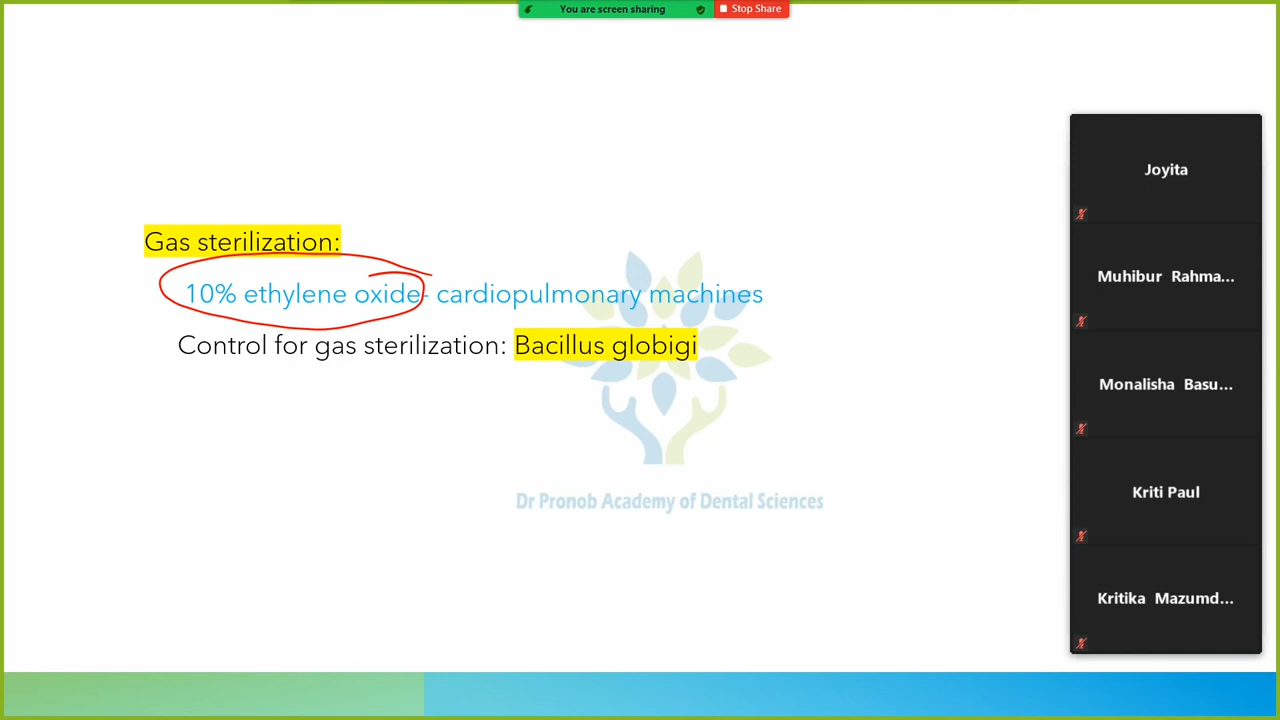 You are screen sharing
Stop Share
Gas sterilization:
10% ethylene oxide- cardiopulmonary machines
Control for gas sterilization: Bacillus globigi
Dr Pronob Academy of Dental Sciences
Joyita
Muhibur Rahma...
Monalisha Basu...
Kriti Paul
Kritika Mazumd...